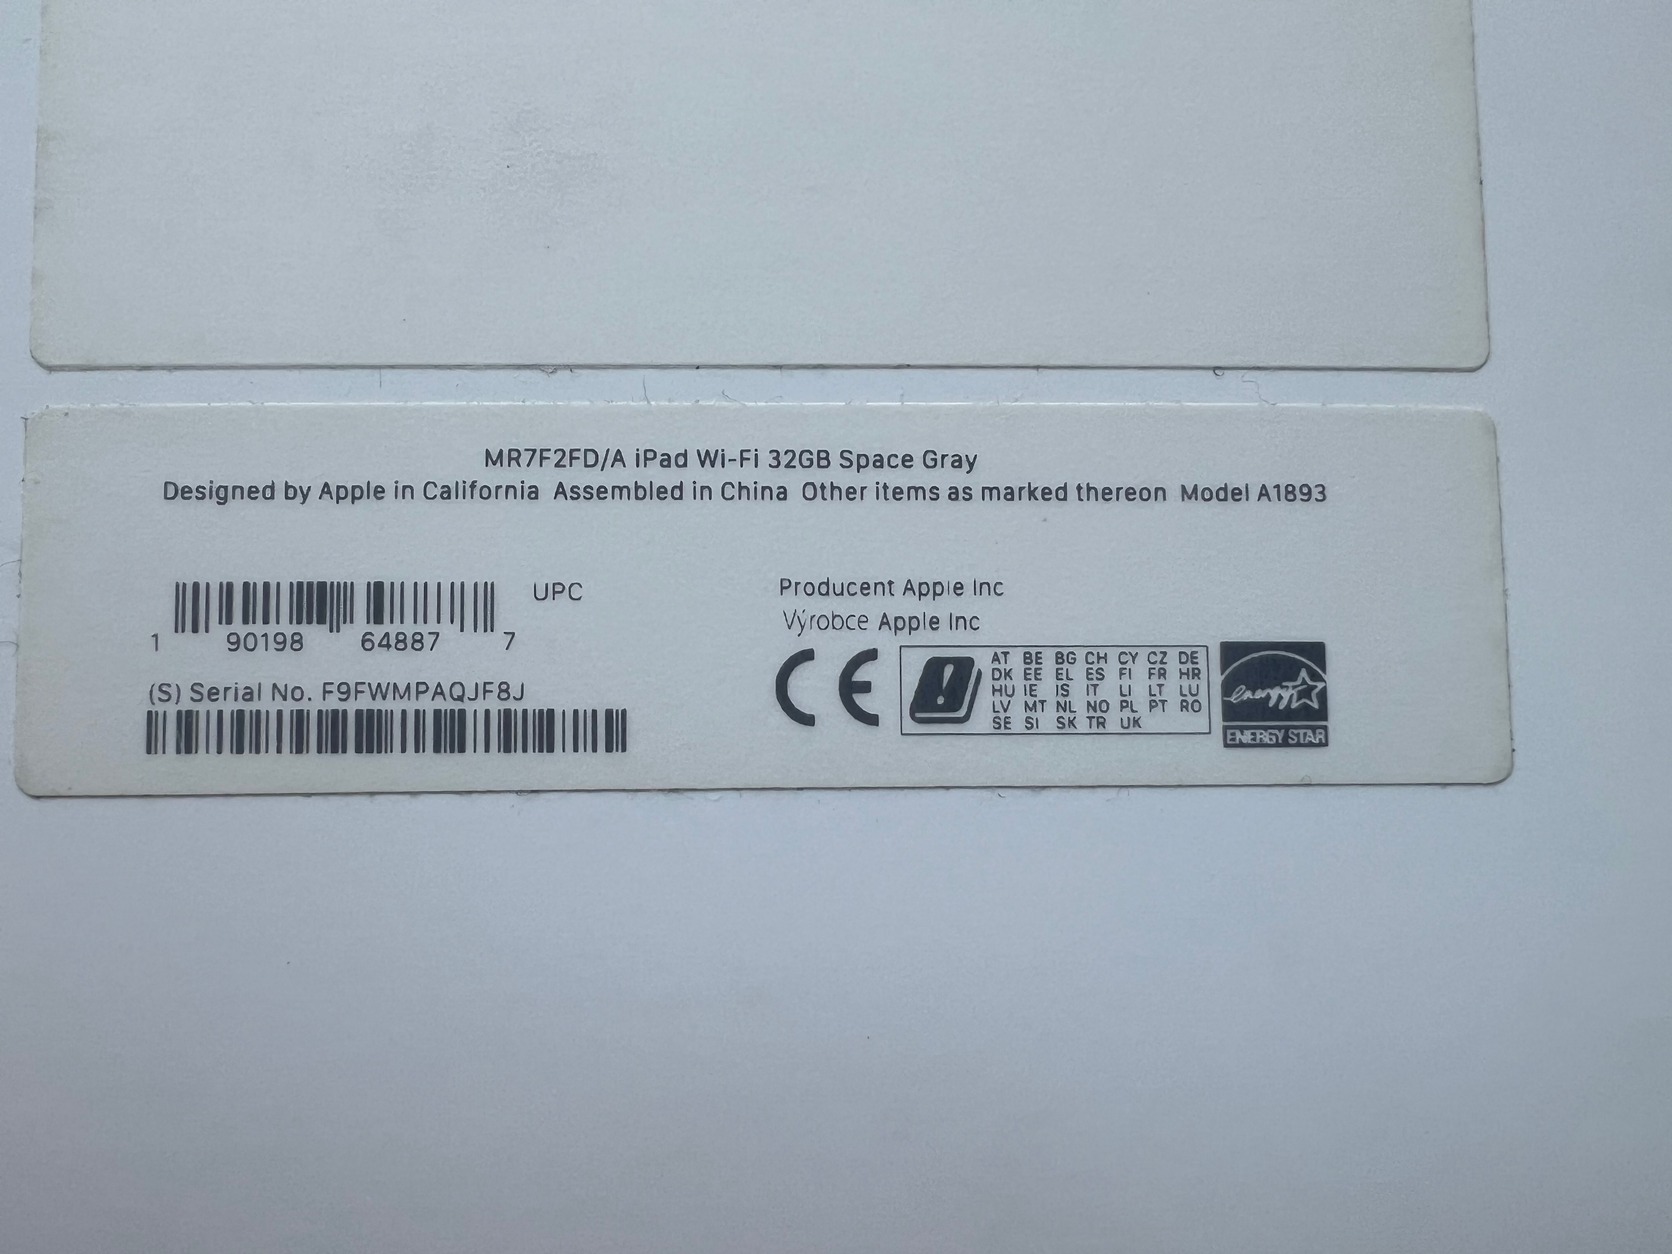 MR7F2FD/A iPad Wi-Fi 32GB Space Gray
Designed by Apple in California Assembled in China Other items as marked thereon Model A1893
UPC
1 90198 64887 7
(S) Serial No. F9FWMPAQJF8J
Producent Apple Inc
Výrobce Apple Inc
CE
AT BE BG CH CY CZ DE
DK EE EL ES FI FR HR
HU IE IS IT LI LT LU
LV MT NL NO PL PT RO
SE SI SK TR UK
energy
ENERGY STAR